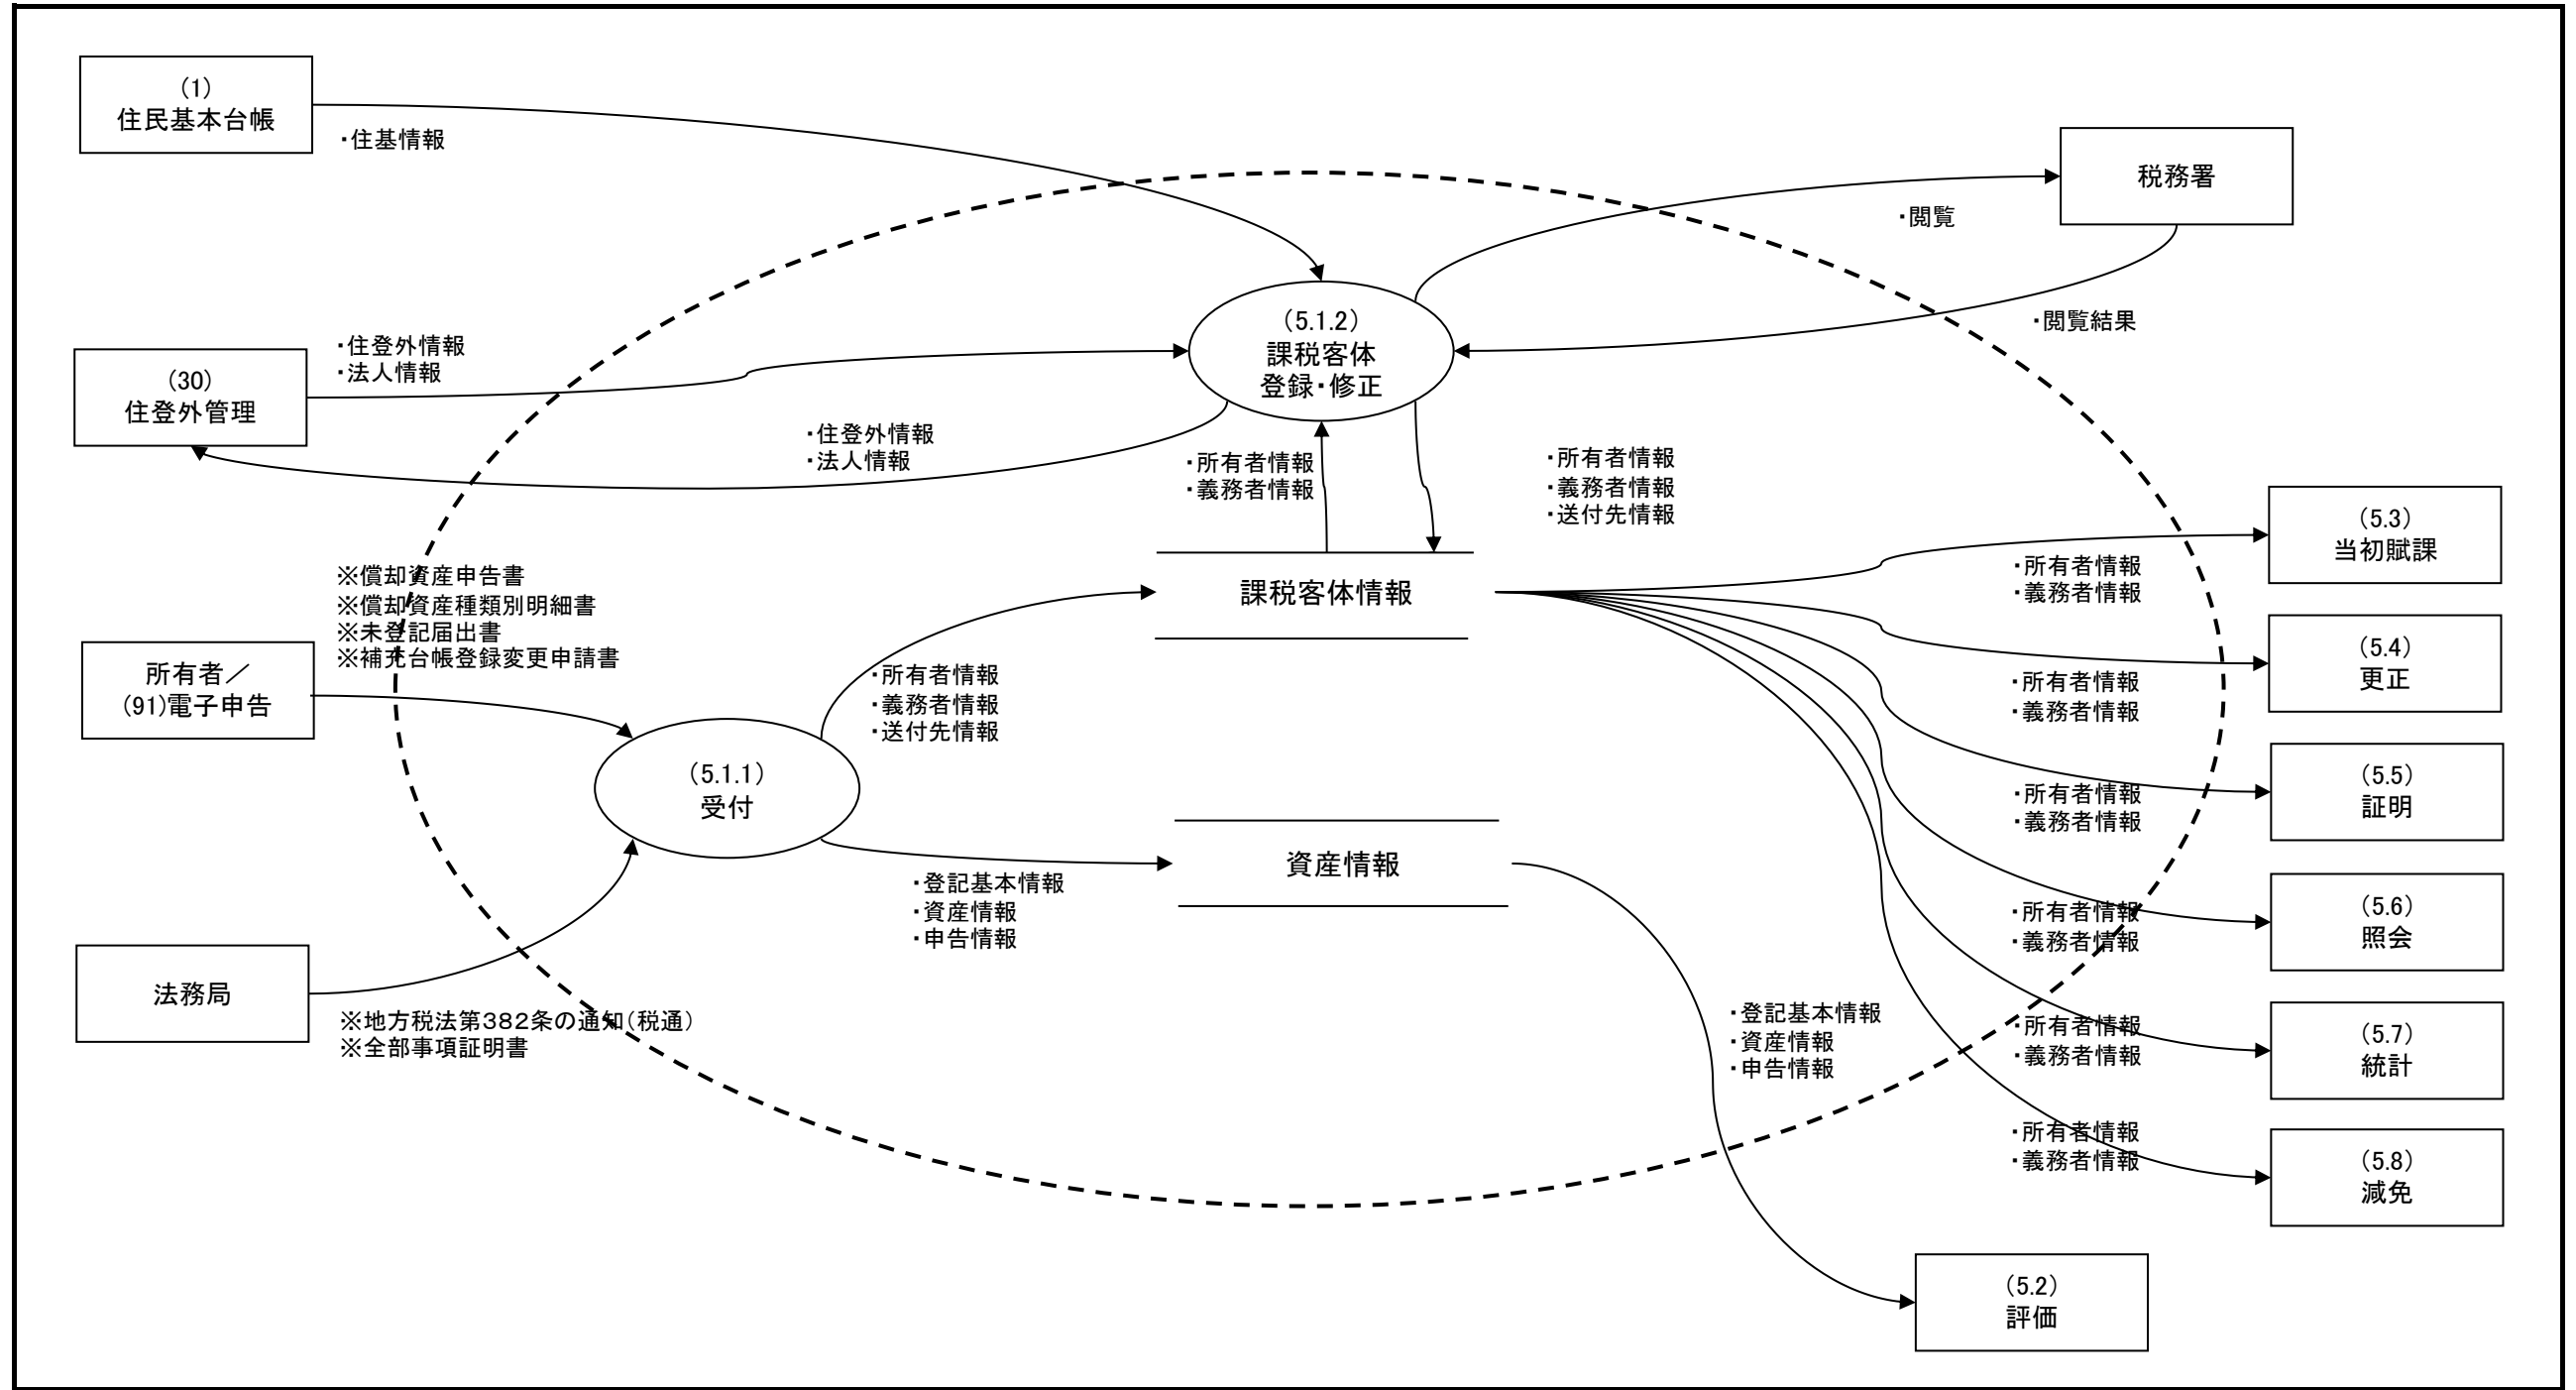 （1）
住民基本台帳
・住基情報
税務署
・閲覧
・閲覧結果
（5.1.2）
課税客体
登録・修正
・住登外情報
・法人情報
（30）
住登外管理
・住登外情報
・法人情報
・所有者情報
・義務者情報
・所有者情報
・義務者情報
・送付先情報
（5.3）
当初賦課
・所有者情報
・義務者情報
※償却資産申告書
※償却資産種類別明細書
※未登記届出書
※補充台帳登録変更申請書
課税客体情報
所有者／
(91)電子申告
（5.4）
更正
・所有者情報
・義務者情報
・所有者情報
・義務者情報
・送付先情報
（5.1.1）
受付
（5.5）
証明
・所有者情報
・義務者情報
資産情報
・登記基本情報
・資産情報
・申告情報
（5.6）
照会
・所有者情報
・義務者情報
法務局
※地方税法第382条の通知（税通）
※全部事項証明書
・登記基本情報
・資産情報
・申告情報
・所有者情報
・義務者情報
（5.7）
統計
・所有者情報
・義務者情報
（5.8）
減免
（5.2）
評価